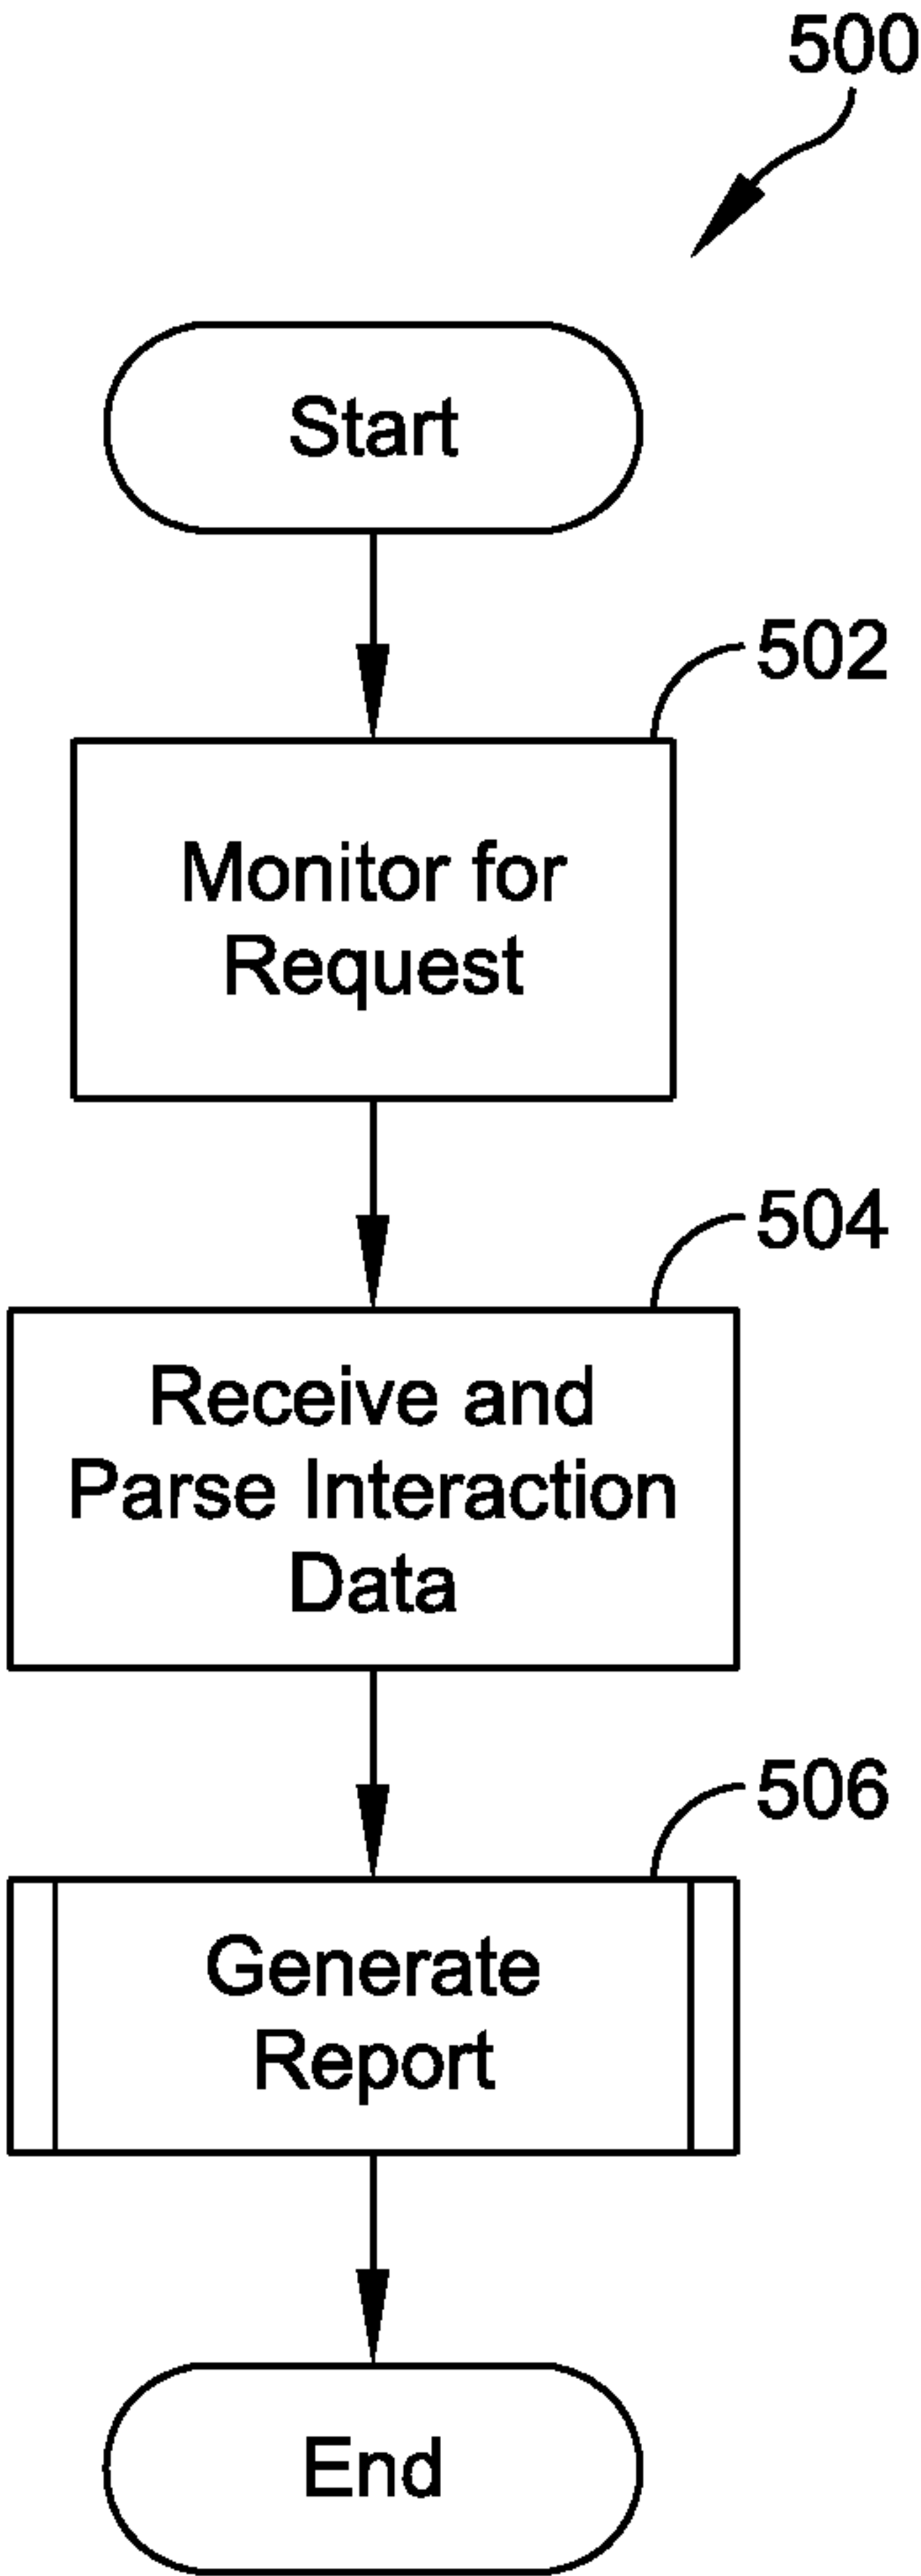 500
Start
502
Monitor for
Request
504
Receive and
Parse Interaction
Data
506
Generate
Report
End